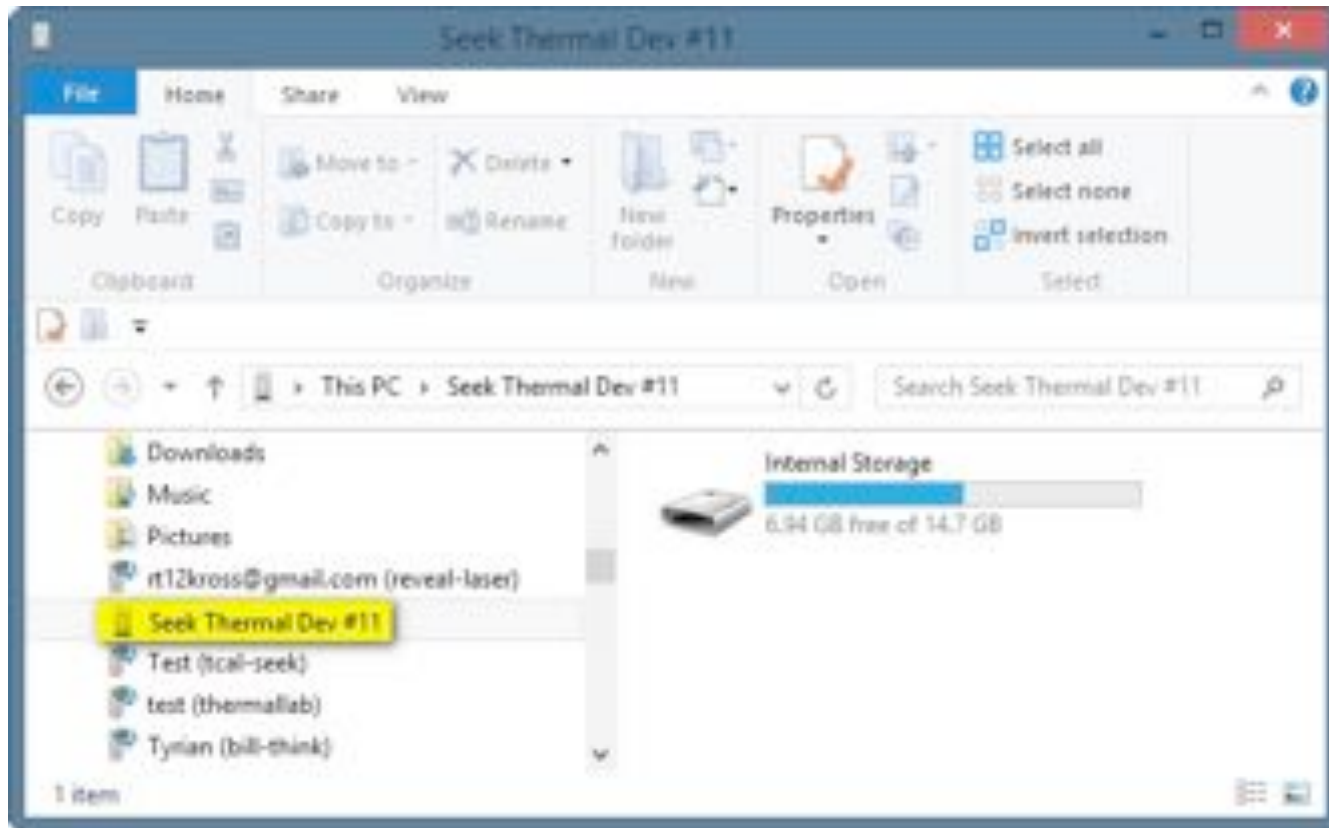 Seek Thermal Dev #11
File Home Share View
Copy Paste
Move to
Copy to
Delete
Rename
New folder
Properties
Select all
Select none
Invert selection
Clipboard Organize New Open Select
This PC Seek Thermal Dev #11 Search Seek Thermal Dev #11
Downloads
Music
Pictures
rt12kross@gmail.com (reveal-laser)
Seek Thermal Dev #11
Test (tcal-seek)
test (thermallab)
Tyrian (bill-think)
Internal Storage
6.94 GB free of 14.7 GB
1 item